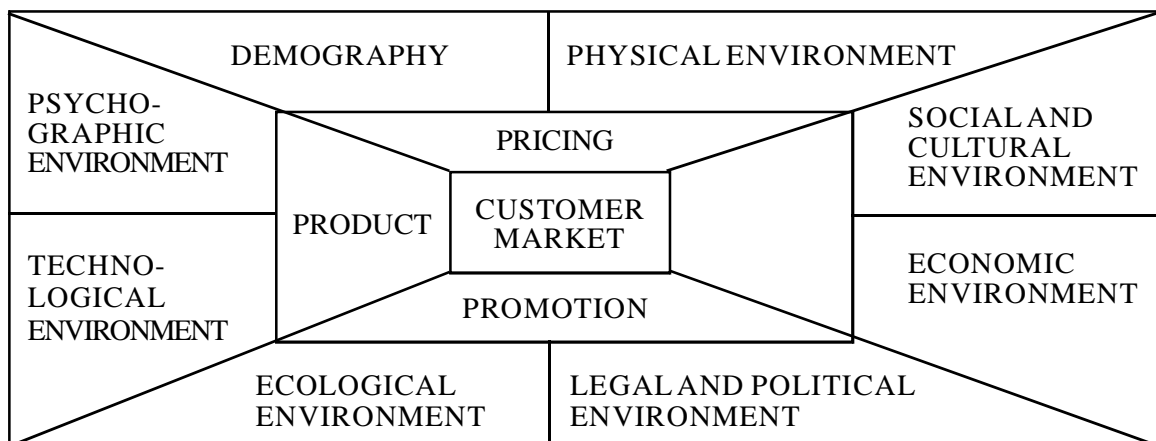 DEMOGRAPHY
PHYSICAL ENVIRONMENT
PSYCHO-
GRAPHIC
ENVIRONMENT
SOCIAL AND
CULTURAL
ENVIRONMENT
PRICING
PRODUCT
CUSTOMER
MARKET
TECHNO-
LOGICAL
ENVIRONMENT
ECONOMIC
ENVIRONMENT
PROMOTION
ECOLOGICAL
ENVIRONMENT
LEGAL AND POLITICAL
ENVIRONMENT